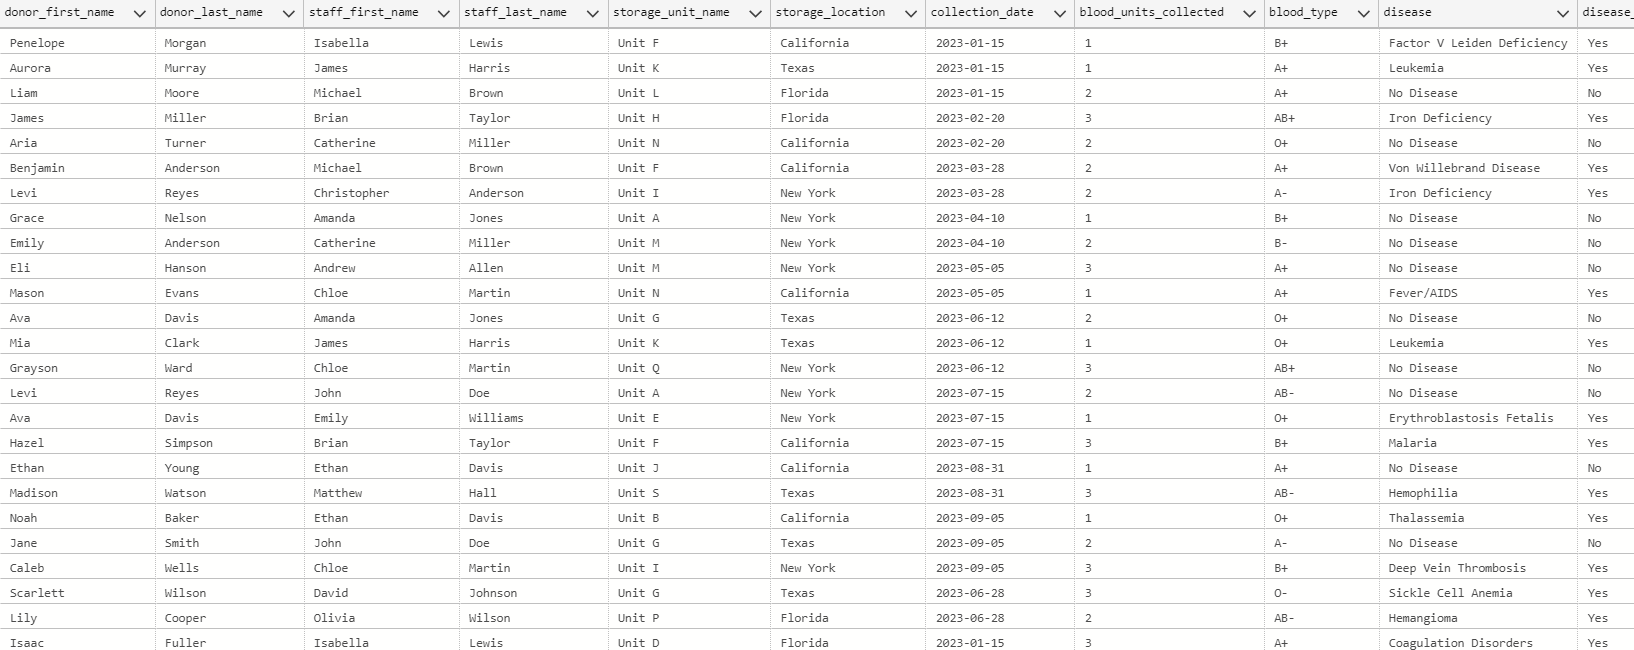 donor_first_name donor_last_name staff_first_name staff_last_name storage_unit_name storage_location collection_date blood_units_collected blood_type disease disease_
Penelope Morgan Isabella Lewis Unit F California 2023-01-15 1 B+ Factor V Leiden Deficiency Yes
Aurora Murray James Harris Unit K Texas 2023-01-15 1 A+ Leukemia Yes
Liam Moore Michael Brown Unit L Florida 2023-01-15 2 A+ No Disease No
James Miller Brian Taylor Unit H Florida 2023-02-20 3 AB+ Iron Deficiency Yes
Aria Turner Catherine Miller Unit N California 2023-02-20 2 O+ No Disease No
Benjamin Anderson Michael Brown Unit F California 2023-03-28 2 A+ Von Willebrand Disease Yes
Levi Reyes Christopher Anderson Unit I New York 2023-03-28 2 A- Iron Deficiency Yes
Grace Nelson Amanda Jones Unit A New York 2023-04-10 1 B+ No Disease No
Emily Anderson Catherine Miller Unit M New York 2023-04-10 2 B- No Disease No
Eli Hanson Andrew Allen Unit M New York 2023-05-05 3 A+ No Disease No
Mason Evans Chloe Martin Unit N California 2023-05-05 1 A+ Fever/AIDS Yes
Ava Davis Amanda Jones Unit G Texas 2023-06-12 2 O+ No Disease No
Mia Clark James Harris Unit K Texas 2023-06-12 1 O+ Leukemia Yes
Grayson Ward Chloe Martin Unit Q New York 2023-06-12 3 AB+ No Disease No
Levi Reyes John Doe Unit A New York 2023-07-15 2 AB- No Disease No
Ava Davis Emily Williams Unit E New York 2023-07-15 1 O+ Erythroblastosis Fetalis Yes
Hazel Simpson Brian Taylor Unit F California 2023-07-15 3 B+ Malaria Yes
Ethan Young Ethan Davis Unit J California 2023-08-31 1 A+ No Disease No
Madison Watson Matthew Hall Unit S Texas 2023-08-31 3 AB- Hemophilia Yes
Noah Baker Ethan Davis Unit B California 2023-09-05 1 O+ Thalassemia Yes
Jane Smith John Doe Unit G Texas 2023-09-05 2 A- No Disease No
Caleb Wells Chloe Martin Unit I New York 2023-09-05 3 B+ Deep Vein Thrombosis Yes
Scarlett Wilson David Johnson Unit G Texas 2023-06-28 3 O- Sickle Cell Anemia Yes
Lily Cooper Olivia Wilson Unit P Florida 2023-06-28 2 AB- Hemangioma Yes
Isaac Fuller Isabella Lewis Unit D Florida 2023-01-15 3 A+ Coagulation Disorders Yes